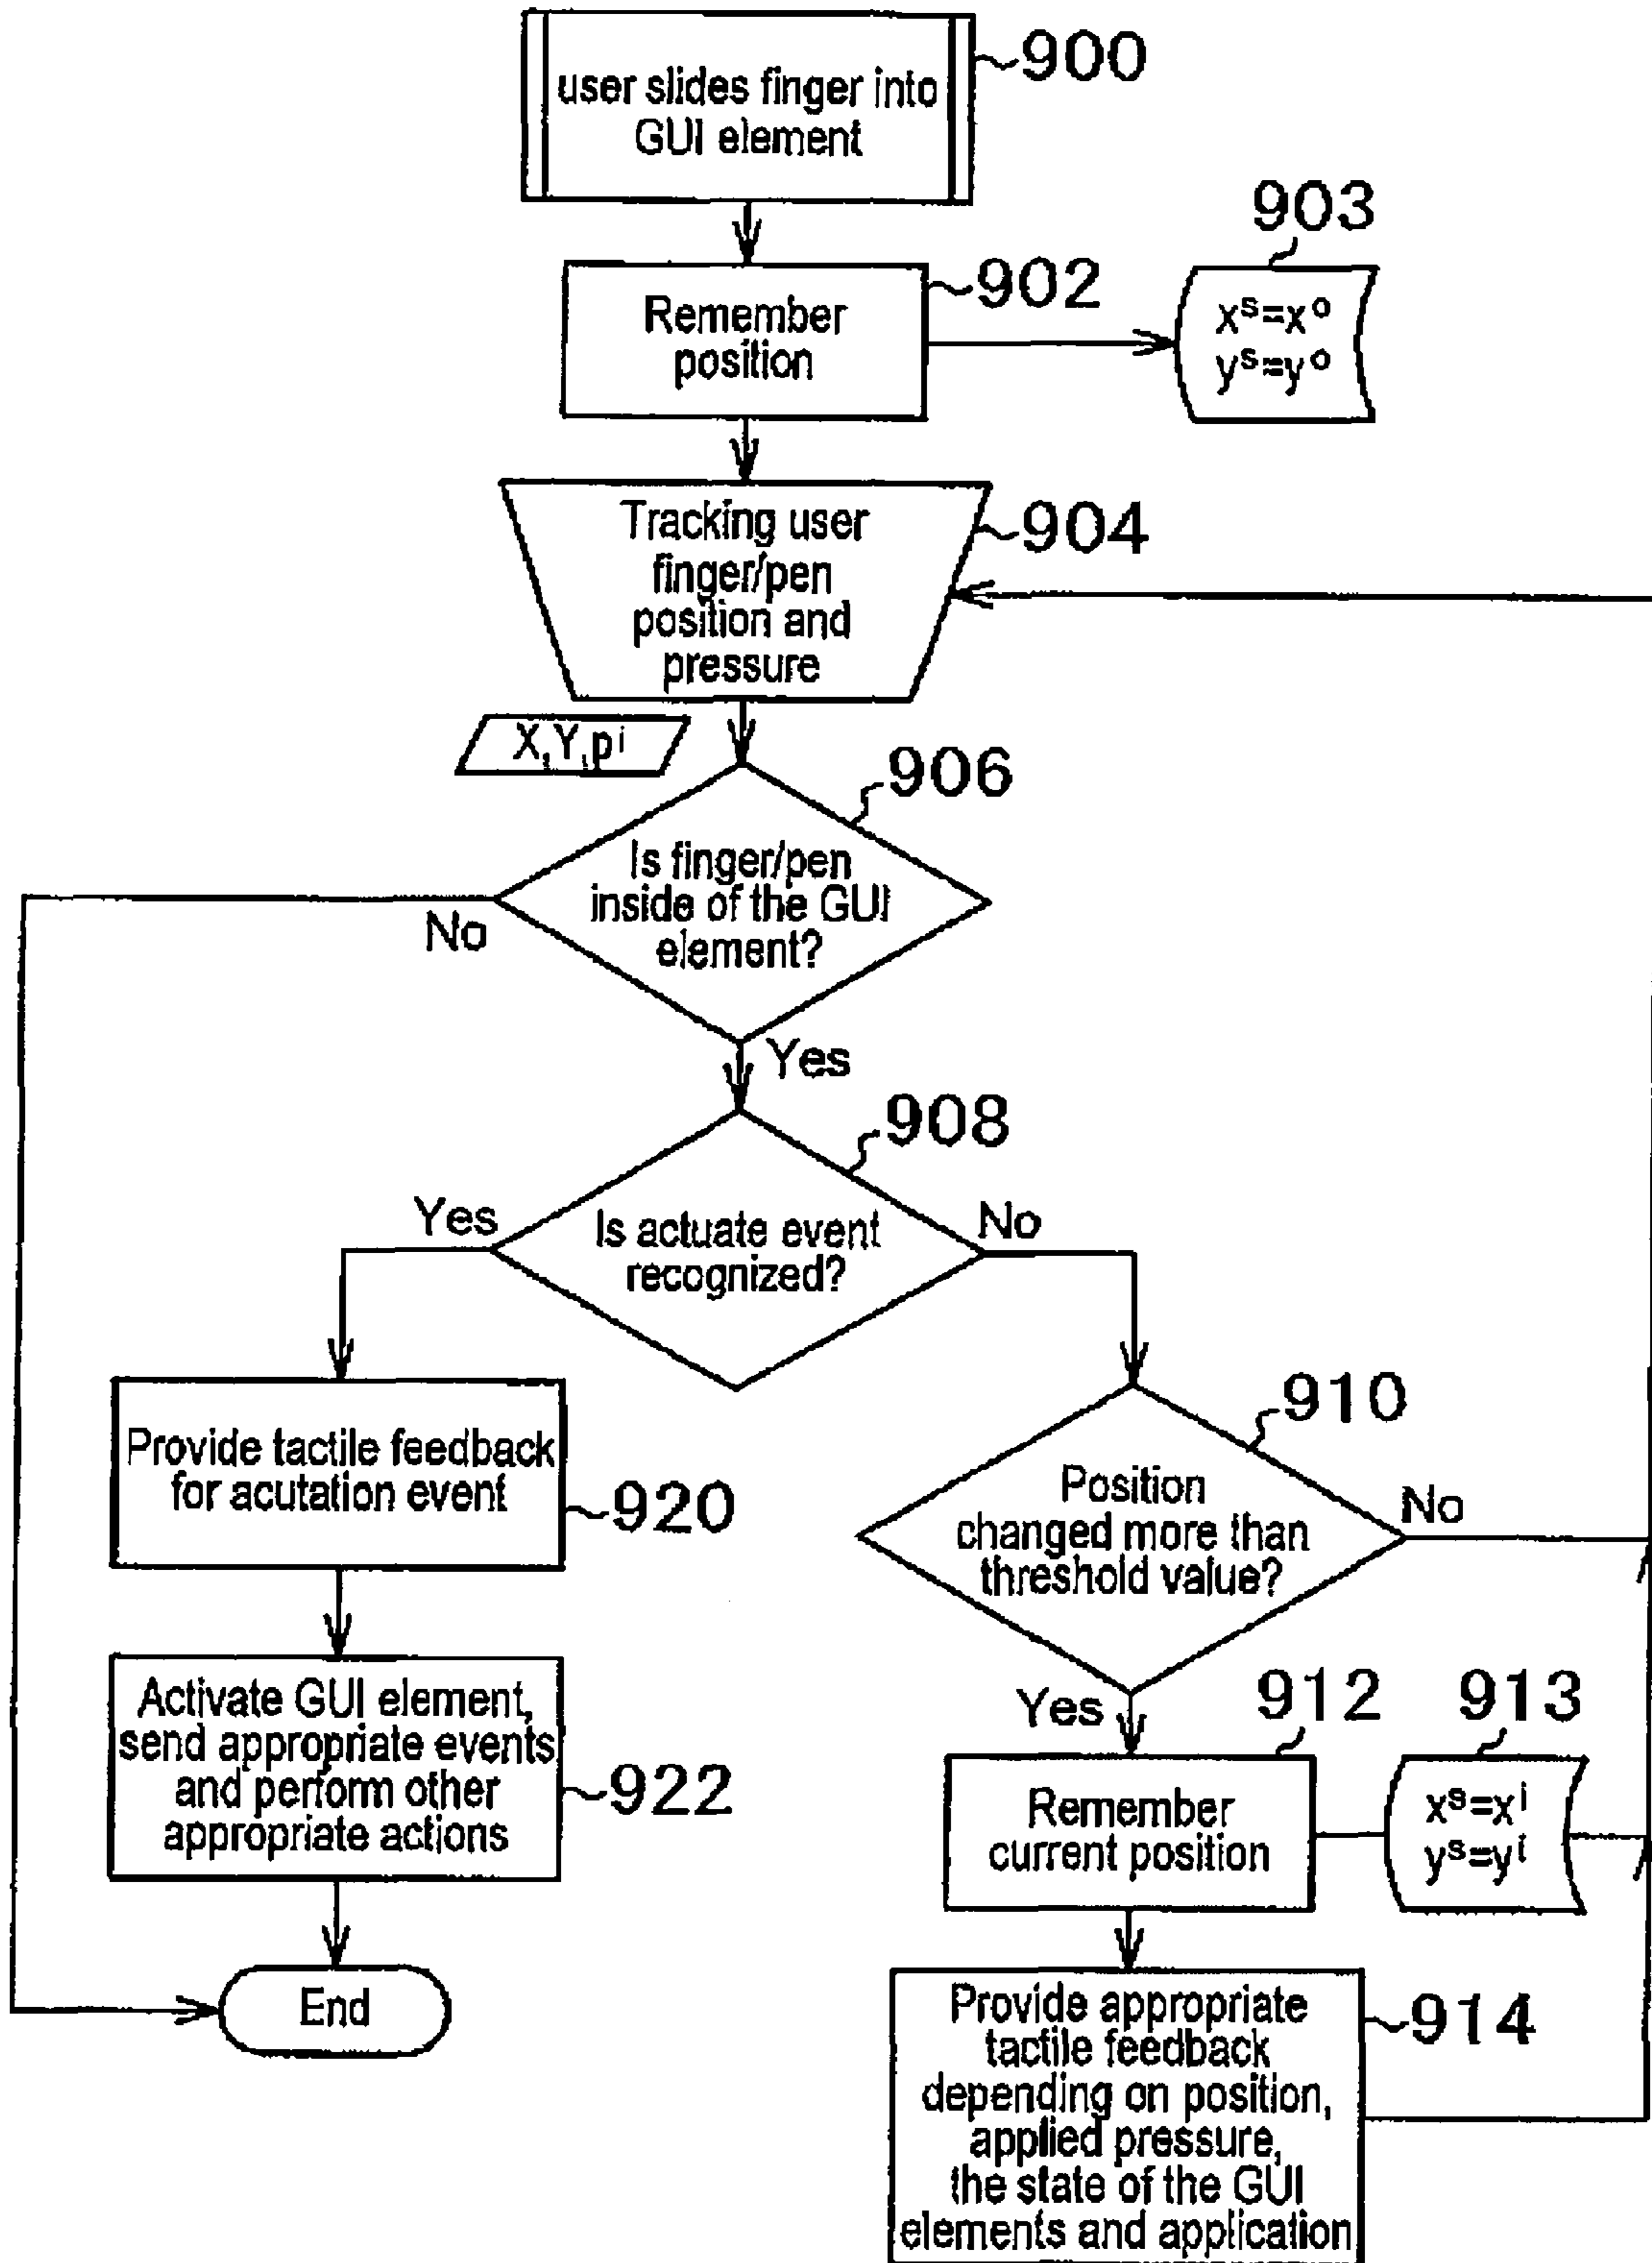 user slides finger into
GUI element
900
903
Remember
position
902
xˢ=xᵒ
yˢ=yᵒ
Tracking user
finger/pen
position and
pressure
904
X,Y,pⁱ
906
Is finger/pen
inside of the GUI
element?
No
Yes
908
Is actuate event
recognized?
Yes
No
910
Position
changed more than
threshold value?
No
Yes
Provide tactile feedback
for acutation event
920
Activate GUI element,
send appropriate events
and perform other
appropriate actions
922
912
913
Remember
current position
xˢ=xⁱ
yˢ=yⁱ
End
Provide appropriate
tactile feedback
depending on position,
applied pressure,
the state of the GUI
elements and application
914